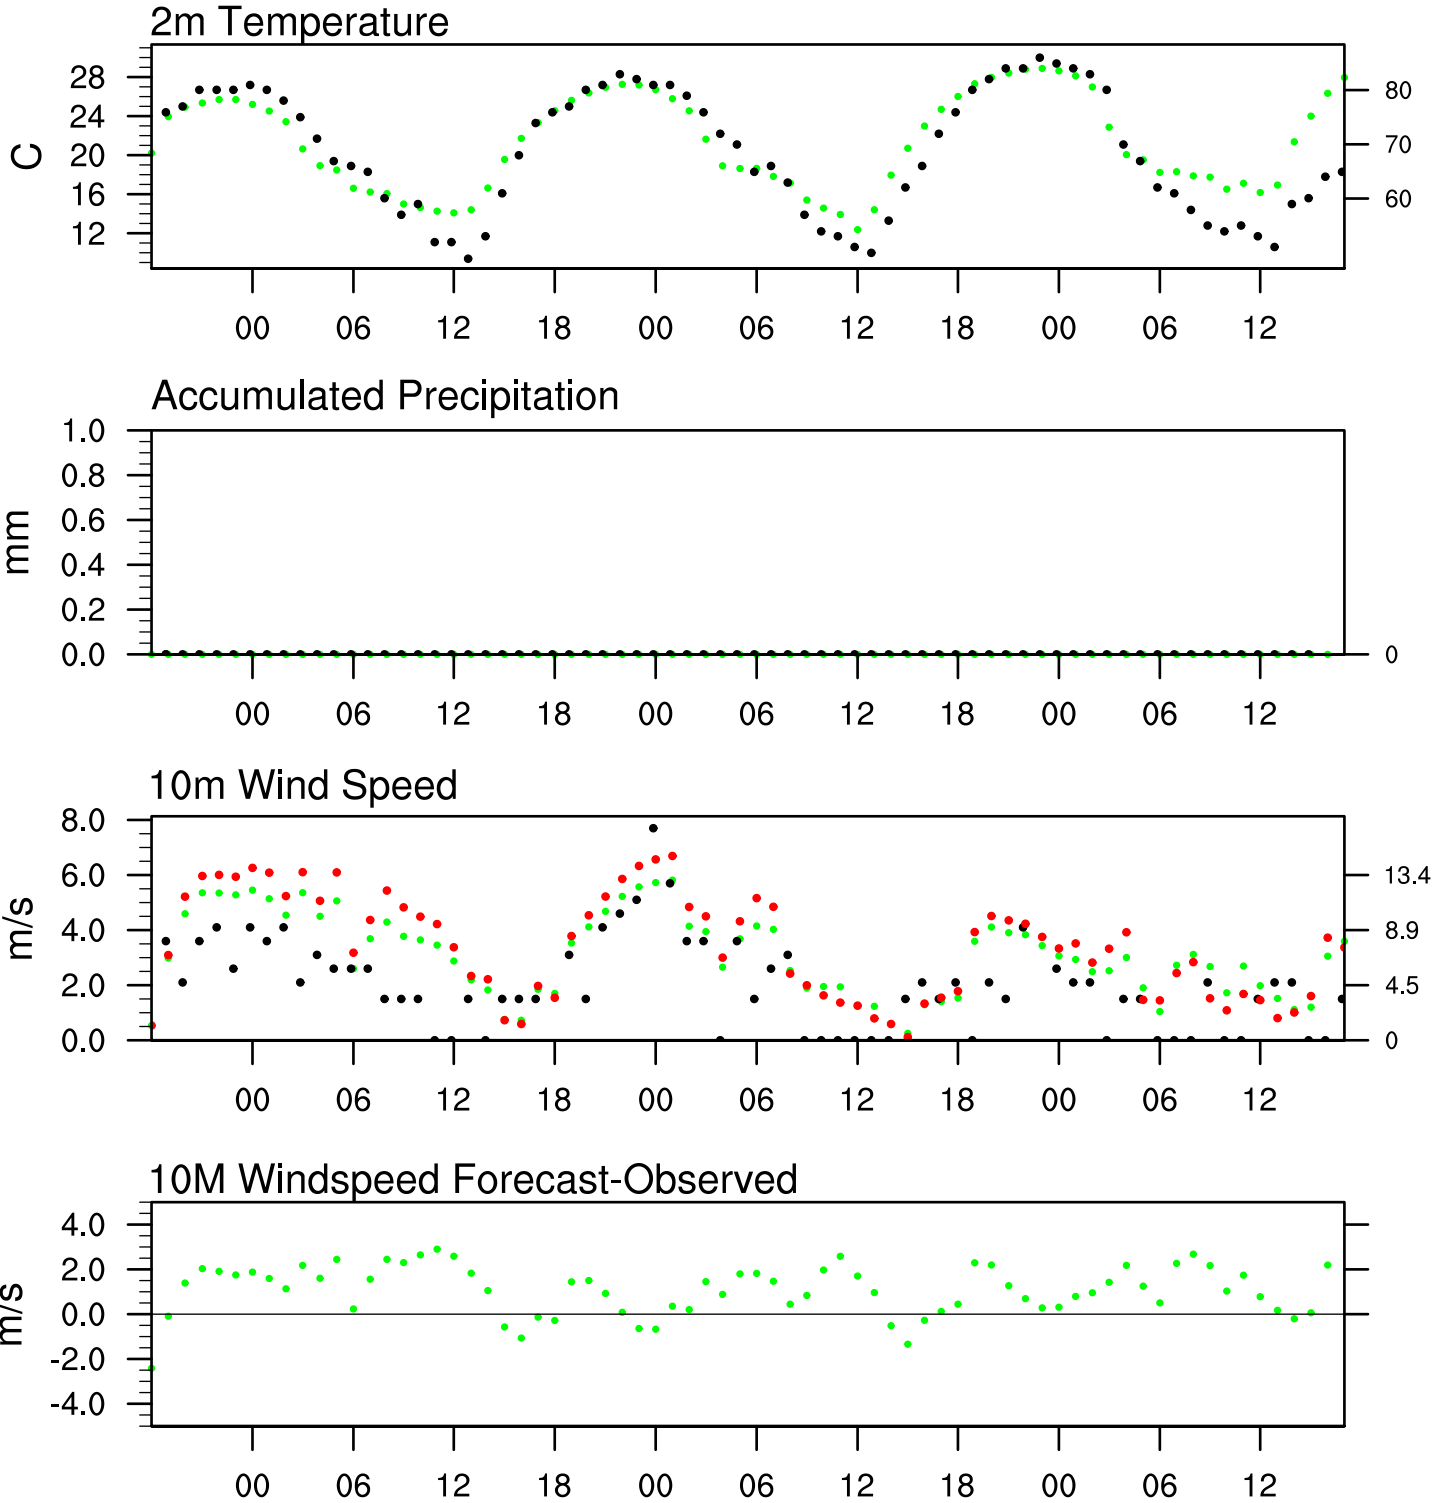 2m Temperature
28
24
20
16
12
C
80
70
60
00 06 12 18 00 06 12 18 00 06 12
Accumulated Precipitation
1.0
0.8
0.6
0.4
0.2
0.0
mm
0
00 06 12 18 00 06 12 18 00 06 12
10m Wind Speed
8.0
6.0
4.0
2.0
0.0
m/s
13.4
8.9
4.5
0
00 06 12 18 00 06 12 18 00 06 12
10M Windspeed Forecast-Observed
4.0
2.0
0.0
-2.0
-4.0
m/s
00 06 12 18 00 06 12 18 00 06 12